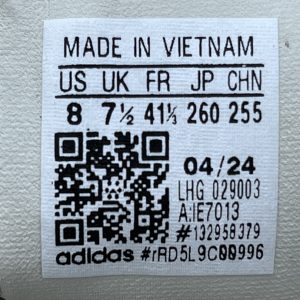 MADE IN VIETNAM
US UK FR JP CHN
8 7½ 41⅓ 260 255
04/24
LHG 029003
A:IE7013
#132958379
adidas #rRD5L9C00996